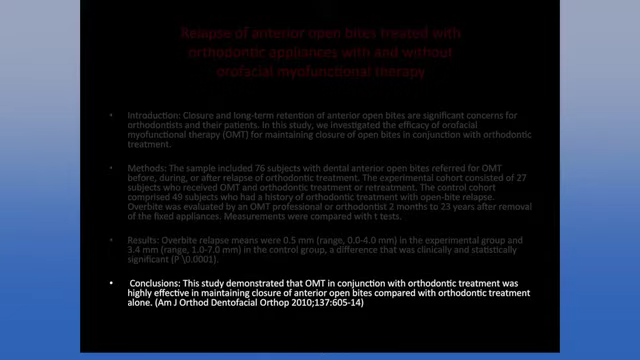 Relapse of anterior open bites treated with
orthodontic appliances with and without
orofacial myofunctional therapy
• Introduction: Closure and long-term retention of anterior open bites are significant concerns for
orthodontists and their patients. In this study, we investigated the efficacy of orofacial
myofunctional therapy (OMT) for maintaining closure of open bites in conjunction with orthodontic
treatment.
• Methods: The sample included 76 subjects with dental anterior open bites referred for OMT
before, during, or after relapse of orthodontic treatment. The experimental cohort consisted of 27
subjects who received OMT and orthodontic treatment or retreatment. The control cohort
comprised 49 subjects who had a history of orthodontic treatment with open-bite relapse.
Overbite was evaluated by an OMT professional or orthodontist 2 months to 23 years after removal
of the fixed appliances. Measurements were compared with t tests.
• Results: Overbite relapse means were 0.5 mm (range, 0.0-4.0 mm) in the experimental group and
3.4 mm (range, 1.0-7.0 mm) in the control group, a difference that was clinically and statistically
significant (P \0.0001).
• Conclusions: This study demonstrated that OMT in conjunction with orthodontic treatment was
highly effective in maintaining closure of anterior open bites compared with orthodontic treatment
alone. (Am J Orthod Dentofacial Orthop 2010;137:605-14)